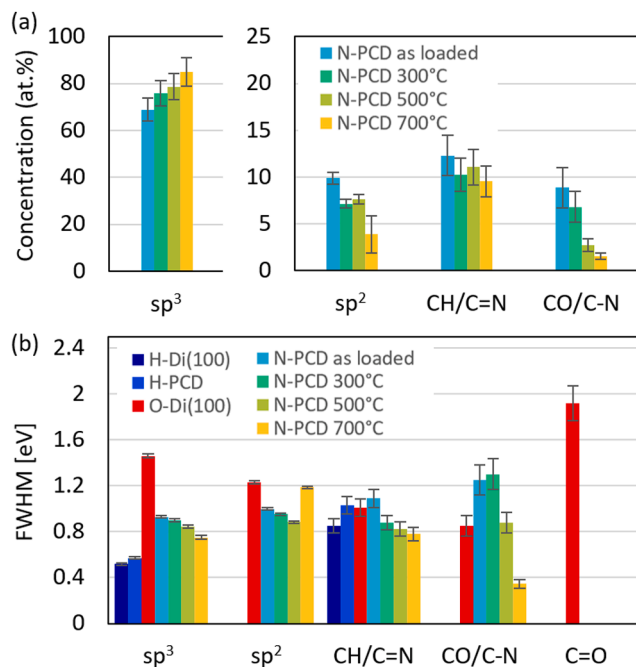 (a)
Concentration (at.%)
100
80
60
40
20
0
sp³
25
20
15
10
5
0
N-PCD as loaded
N-PCD 300°C
N-PCD 500°C
N-PCD 700°C
sp²
CH/C=N
CO/C-N
(b)
FWHM [eV]
2.4
2
1.6
1.2
0.8
0.4
0
H-Di(100)
H-PCD
O-Di(100)
N-PCD as loaded
N-PCD 300°C
N-PCD 500°C
N-PCD 700°C
sp³
sp²
CH/C=N
CO/C-N
C=O